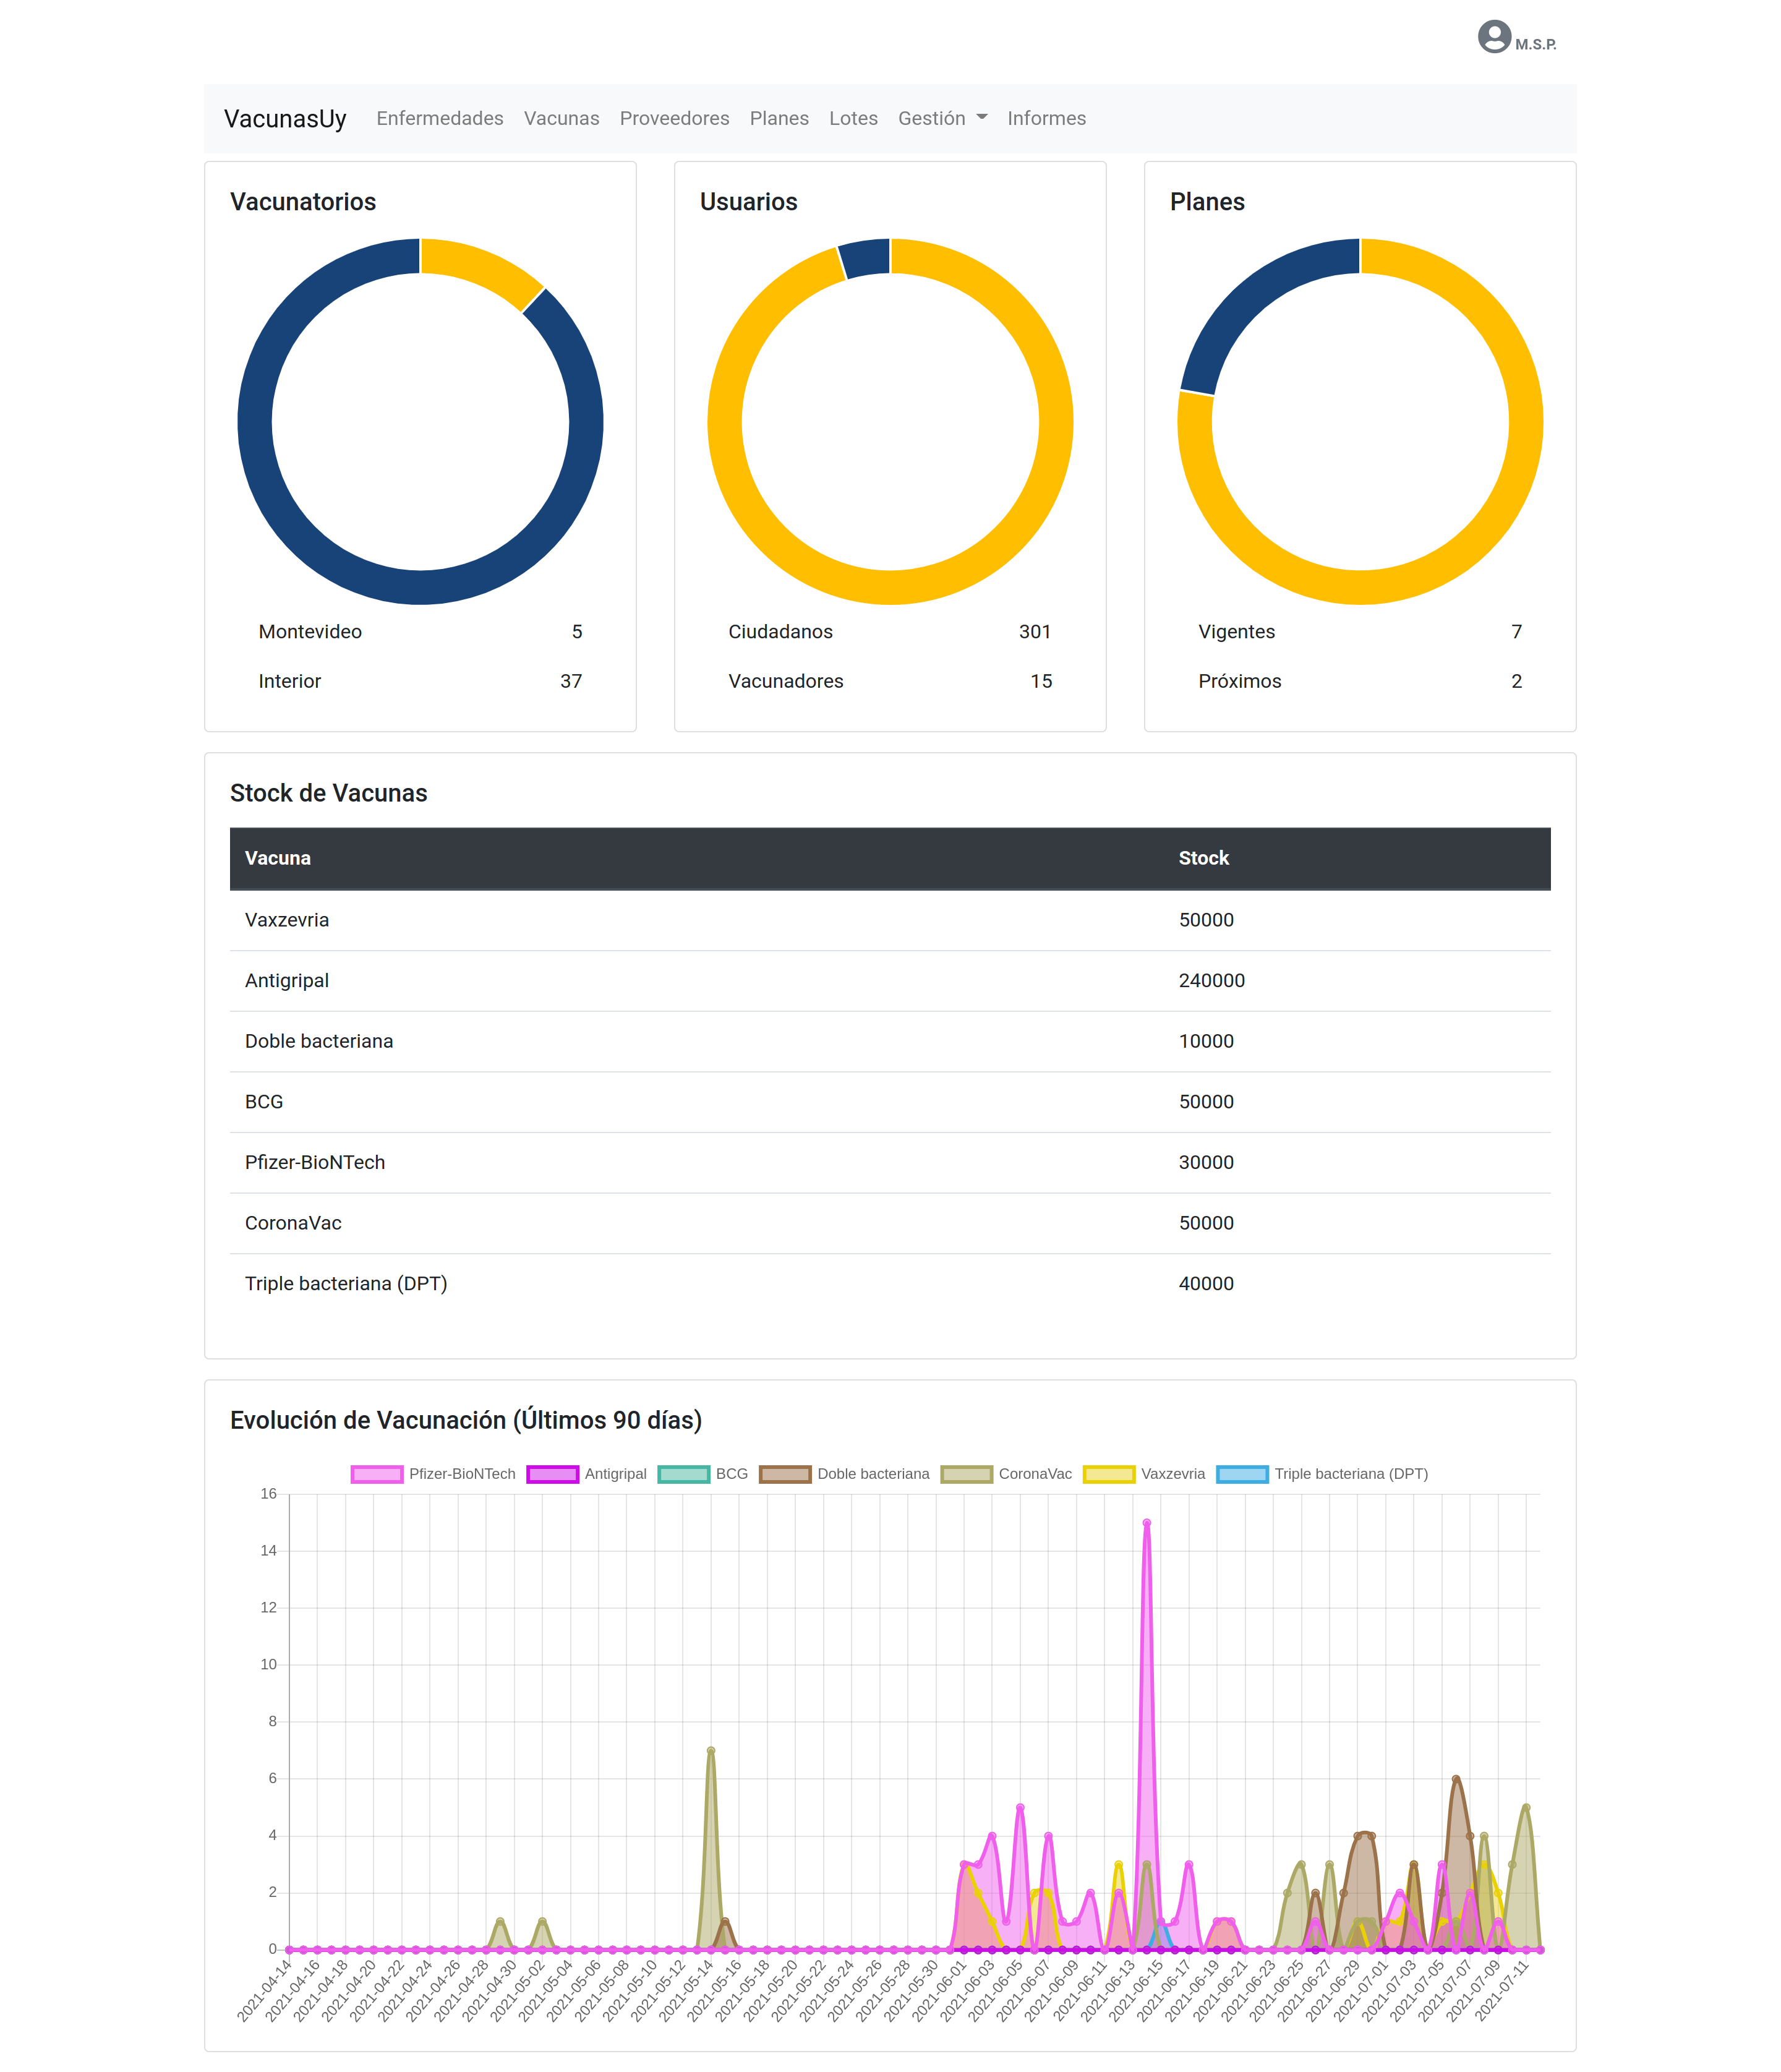 M.S.P.
VacunasUy Enfermedades Vacunas Proveedores Planes Lotes Gestión Informes
Vacunatorios
Montevideo 5
Interior 37
Usuarios
Ciudadanos 301
Vacunadores 15
Planes
Vigentes 7
Próximos 2
Stock de Vacunas
Vacuna Stock
Vaxzevria 50000
Antigripal 240000
Doble bacteriana 10000
BCG 50000
Pfizer-BioNTech 30000
CoronaVac 50000
Triple bacteriana (DPT) 40000
Evolución de Vacunación (Últimos 90 días)
Pfizer-BioNTech Antigripal BCG Doble bacteriana CoronaVac Vaxzevria Triple bacteriana (DPT)
16
14
12
10
8
6
4
2
0
2021-04-14 2021-04-16 2021-04-18 2021-04-20 2021-04-22 2021-04-24 2021-04-26 2021-04-28 2021-04-30 2021-05-02 2021-05-04 2021-05-06 2021-05-08 2021-05-10 2021-05-12 2021-05-14 2021-05-16 2021-05-18 2021-05-20 2021-05-22 2021-05-24 2021-05-26 2021-05-28 2021-05-30 2021-06-01 2021-06-03 2021-06-05 2021-06-07 2021-06-09 2021-06-11 2021-06-13 2021-06-15 2021-06-17 2021-06-19 2021-06-21 2021-06-23 2021-06-25 2021-06-27 2021-06-29 2021-07-01 2021-07-03 2021-07-05 2021-07-07 2021-07-09 2021-07-11